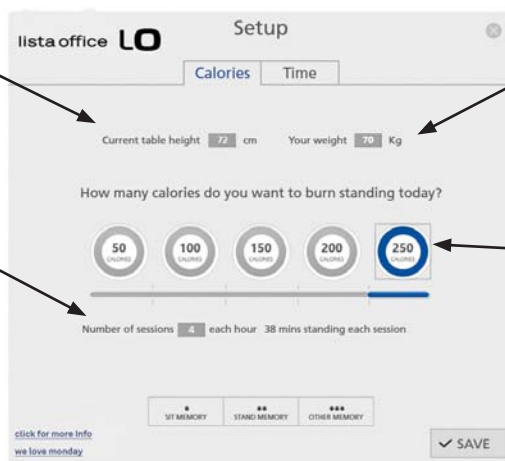 Setup
lista office LO
Calories Time
Current table height 72 cm Your weight 70 Kg
How many calories do you want to burn standing today?
50 100 150 200 250
CALORIES CALORIES CALORIES CALORIES CALORIES
Number of sessions 4 each hour 38 mins standing each session
SIT MEMORY STAND MEMORY OTHER MEMORY
click for more Info
we love monday
✓ SAVE